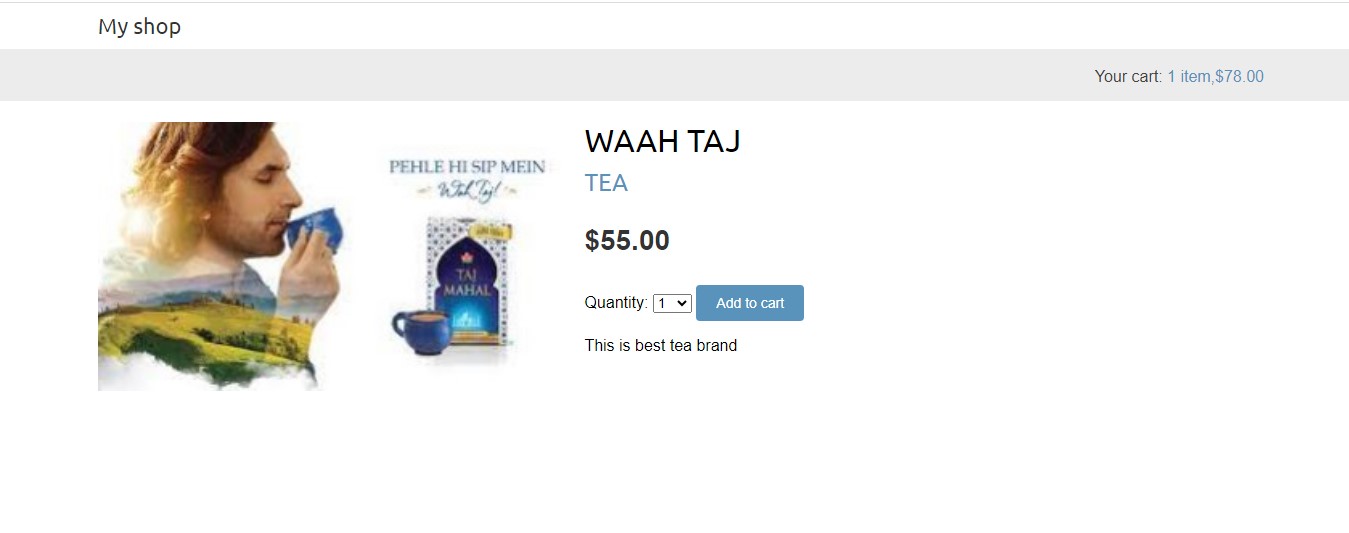 My shop
Your cart: 1 item,$78.00
PEHLE HI SIP MEIN
Wah Taj!
TAJ
MAHAL
WAAH TAJ
TEA
$55.00
Quantity: 1 Add to cart
This is best tea brand